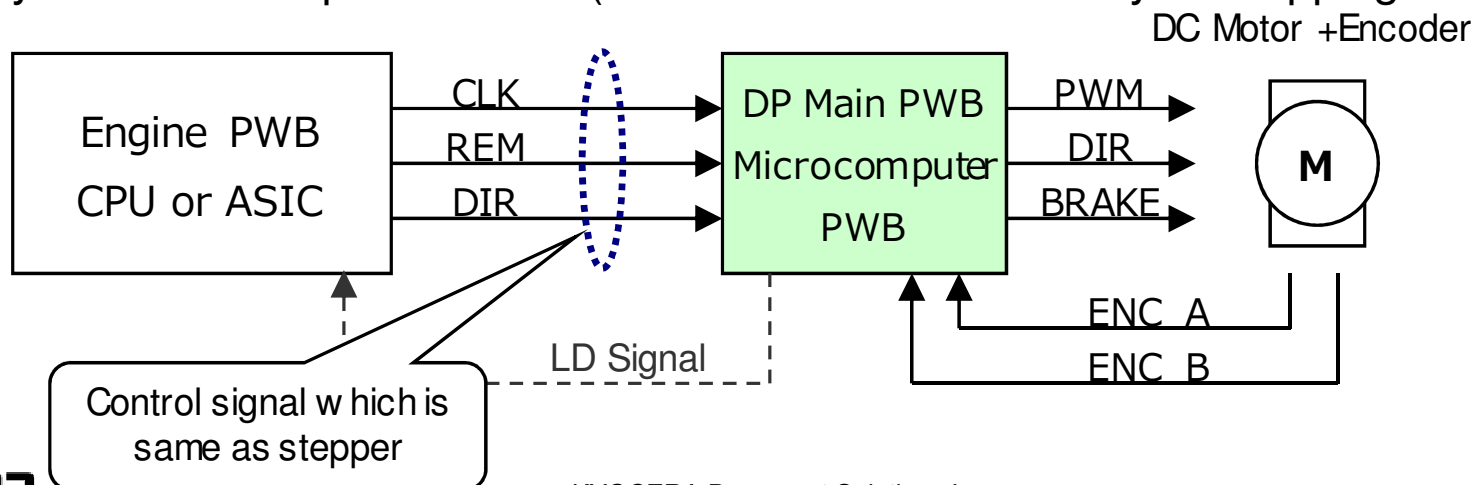 DC Motor +Encoder
Engine PWB
CPU or ASIC
CLK
REM
DIR
DP Main PWB
Microcomputer
PWB
PWM
DIR
BRAKE
M
ENC A
ENC B
LD Signal
Control signal which is
same as stepper